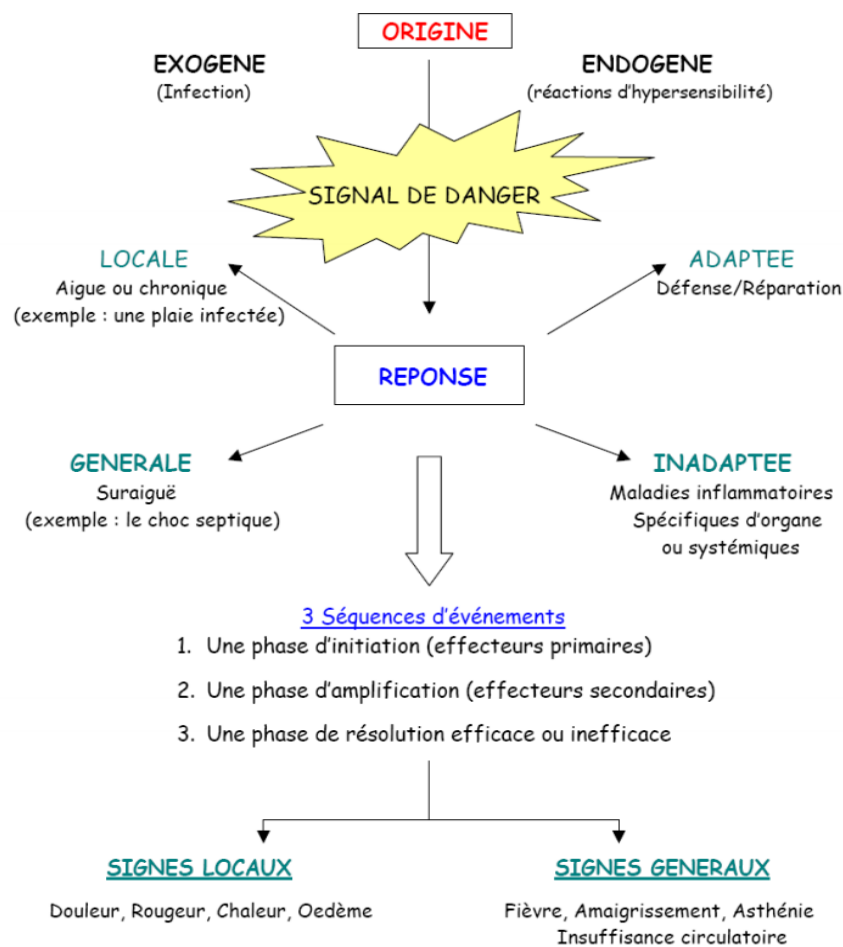 ORIGINE
EXOGENE
(Infection)
ENDOGENE
(réactions d'hypersensibilité)
SIGNAL DE DANGER
LOCALE
Aigue ou chronique
(exemple : une plaie infectée)
ADAPTEE
Défense/Réparation
REPONSE
GENERALE
Suraiguë
(exemple : le choc septique)
INADAPTEE
Maladies inflammatoires
Spécifiques d'organe
ou systémiques
3 Séquences d'événements
1. Une phase d'initiation (effecteurs primaires)
2. Une phase d'amplification (effecteurs secondaires)
3. Une phase de résolution efficace ou inefficace
SIGNES LOCAUX
Douleur, Rougeur, Chaleur, Oedème
SIGNES GENERAUX
Fièvre, Amaigrissement, Asthénie
Insuffisance circulatoire